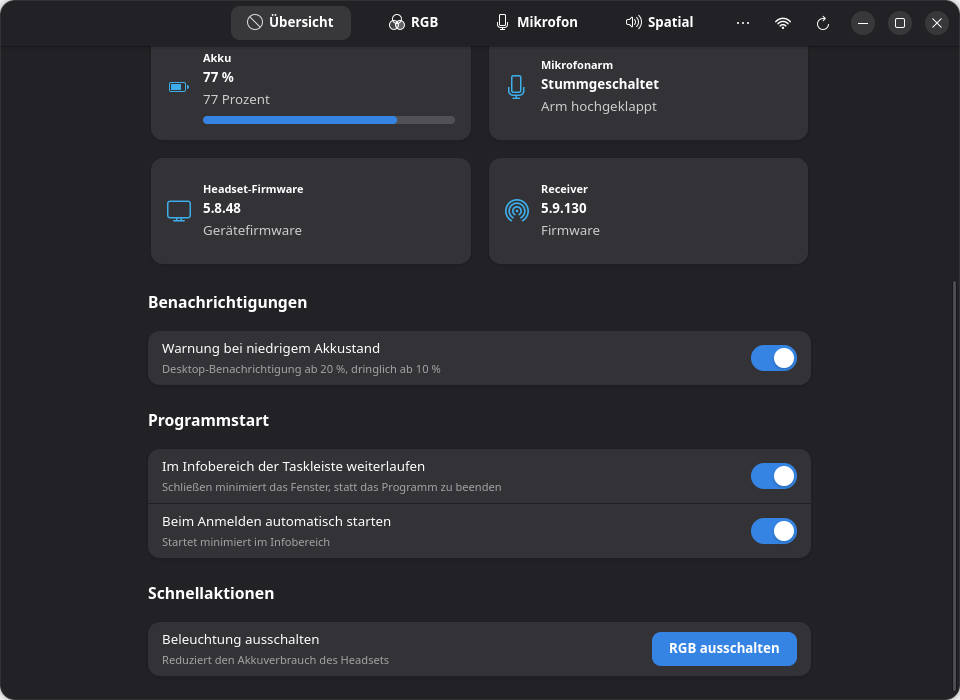 Übersicht
RGB
Mikrofon
Spatial
Akku
77 %
77 Prozent
Mikrofonarm
Stummgeschaltet
Arm hochgeklappt
Headset-Firmware
5.8.48
Gerätefirmware
Receiver
5.9.130
Firmware
Benachrichtigungen
Warnung bei niedrigem Akkustand
Desktop-Benachrichtigung ab 20 %, dringlich ab 10 %
Programmstart
Im Infobereich der Taskleiste weiterlaufen
Schließen minimiert das Fenster, statt das Programm zu beenden
Beim Anmelden automatisch starten
Startet minimiert im Infobereich
Schnellaktionen
Beleuchtung ausschalten
Reduziert den Akkuverbrauch des Headsets
RGB ausschalten